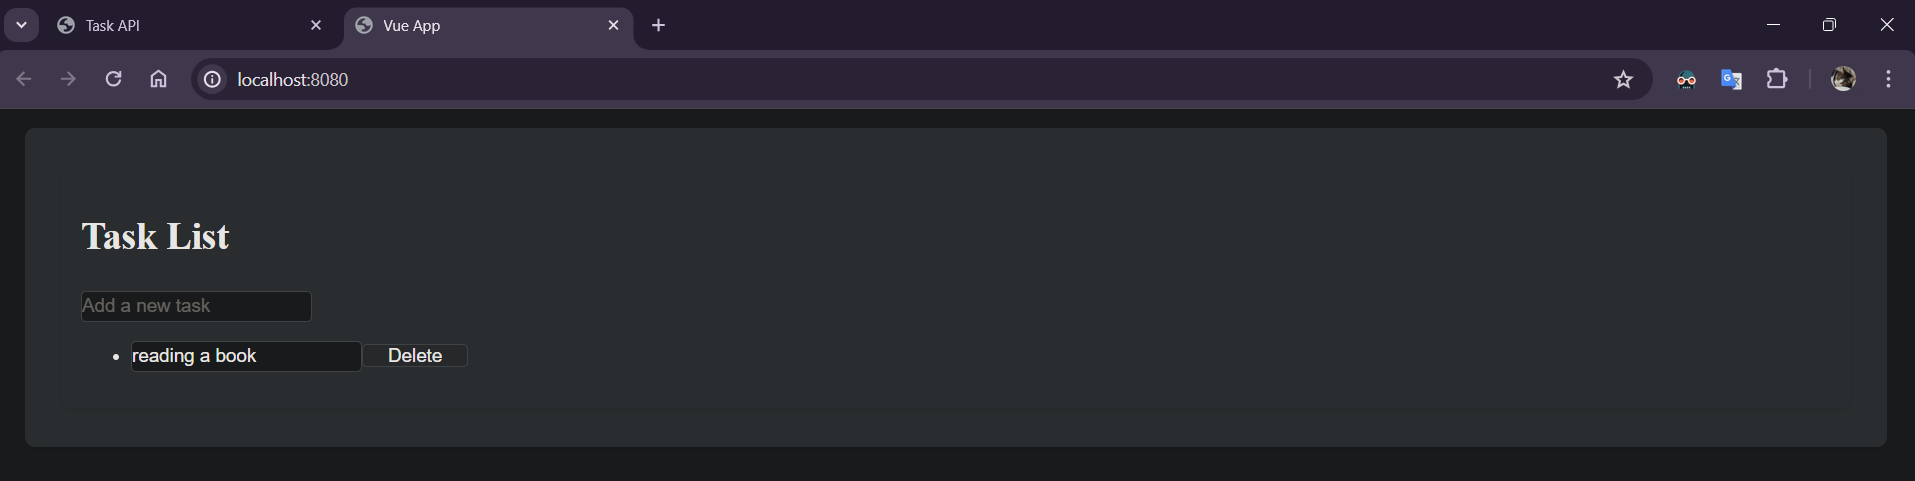 Task API
Vue App
localhost:8080
Task List
Add a new task
reading a book
Delete